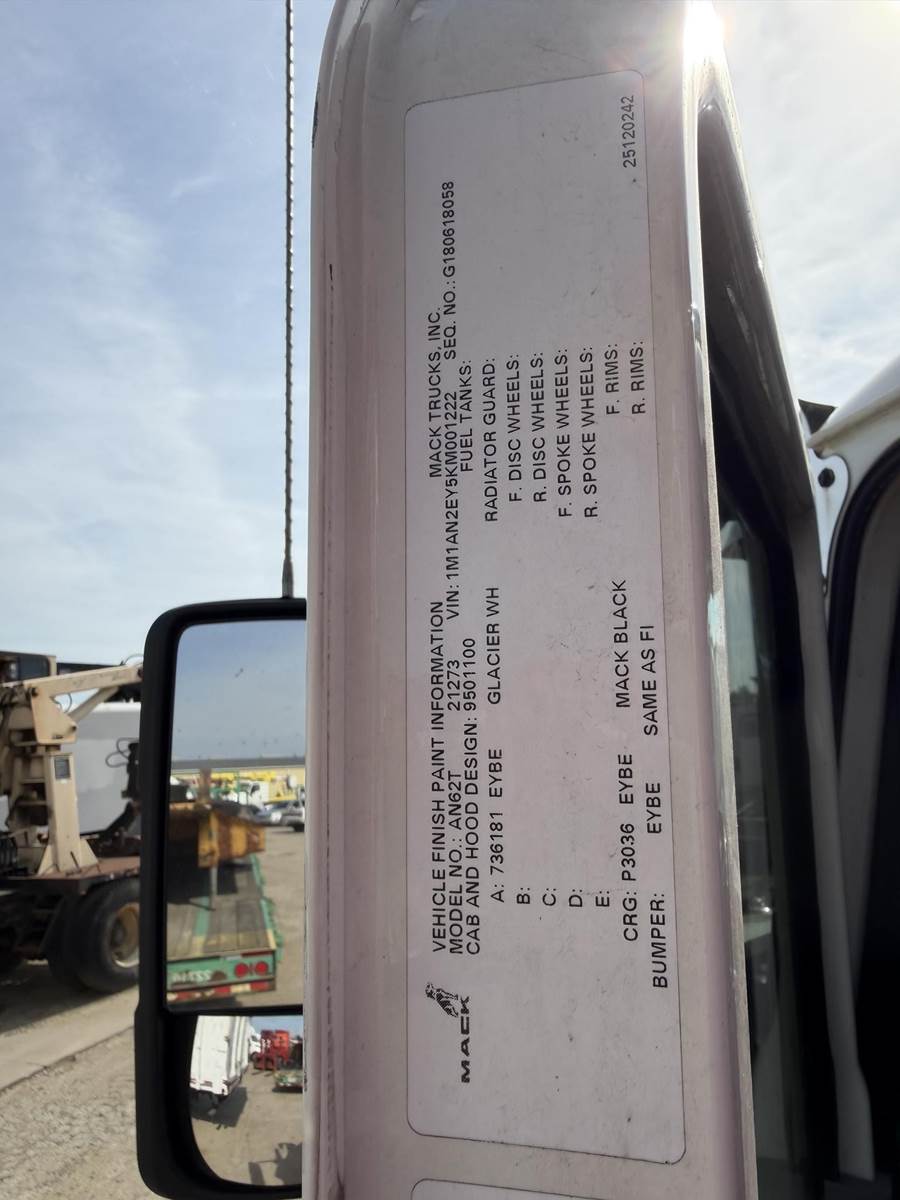 MACK
VEHICLE FINISH PAINT INFORMATION MACK TRUCKS, INC.
MODEL NO.: AN62T 21273 VIN: 1M1AN2EY5KM001222 SEQ. NO.: G180618058
CAB AND HOOD DESIGN: 9501100 FUEL TANKS:
A: 736181 EYBE GLACIER WH RADIATOR GUARD:
B: F. DISC WHEELS:
C: R. DISC WHEELS:
D: F. SPOKE WHEELS:
E: R. SPOKE WHEELS:
CRG: P3036 EYBE MACK BLACK F. RIMS:
BUMPER: EYBE SAME AS FI R. RIMS:
25120242